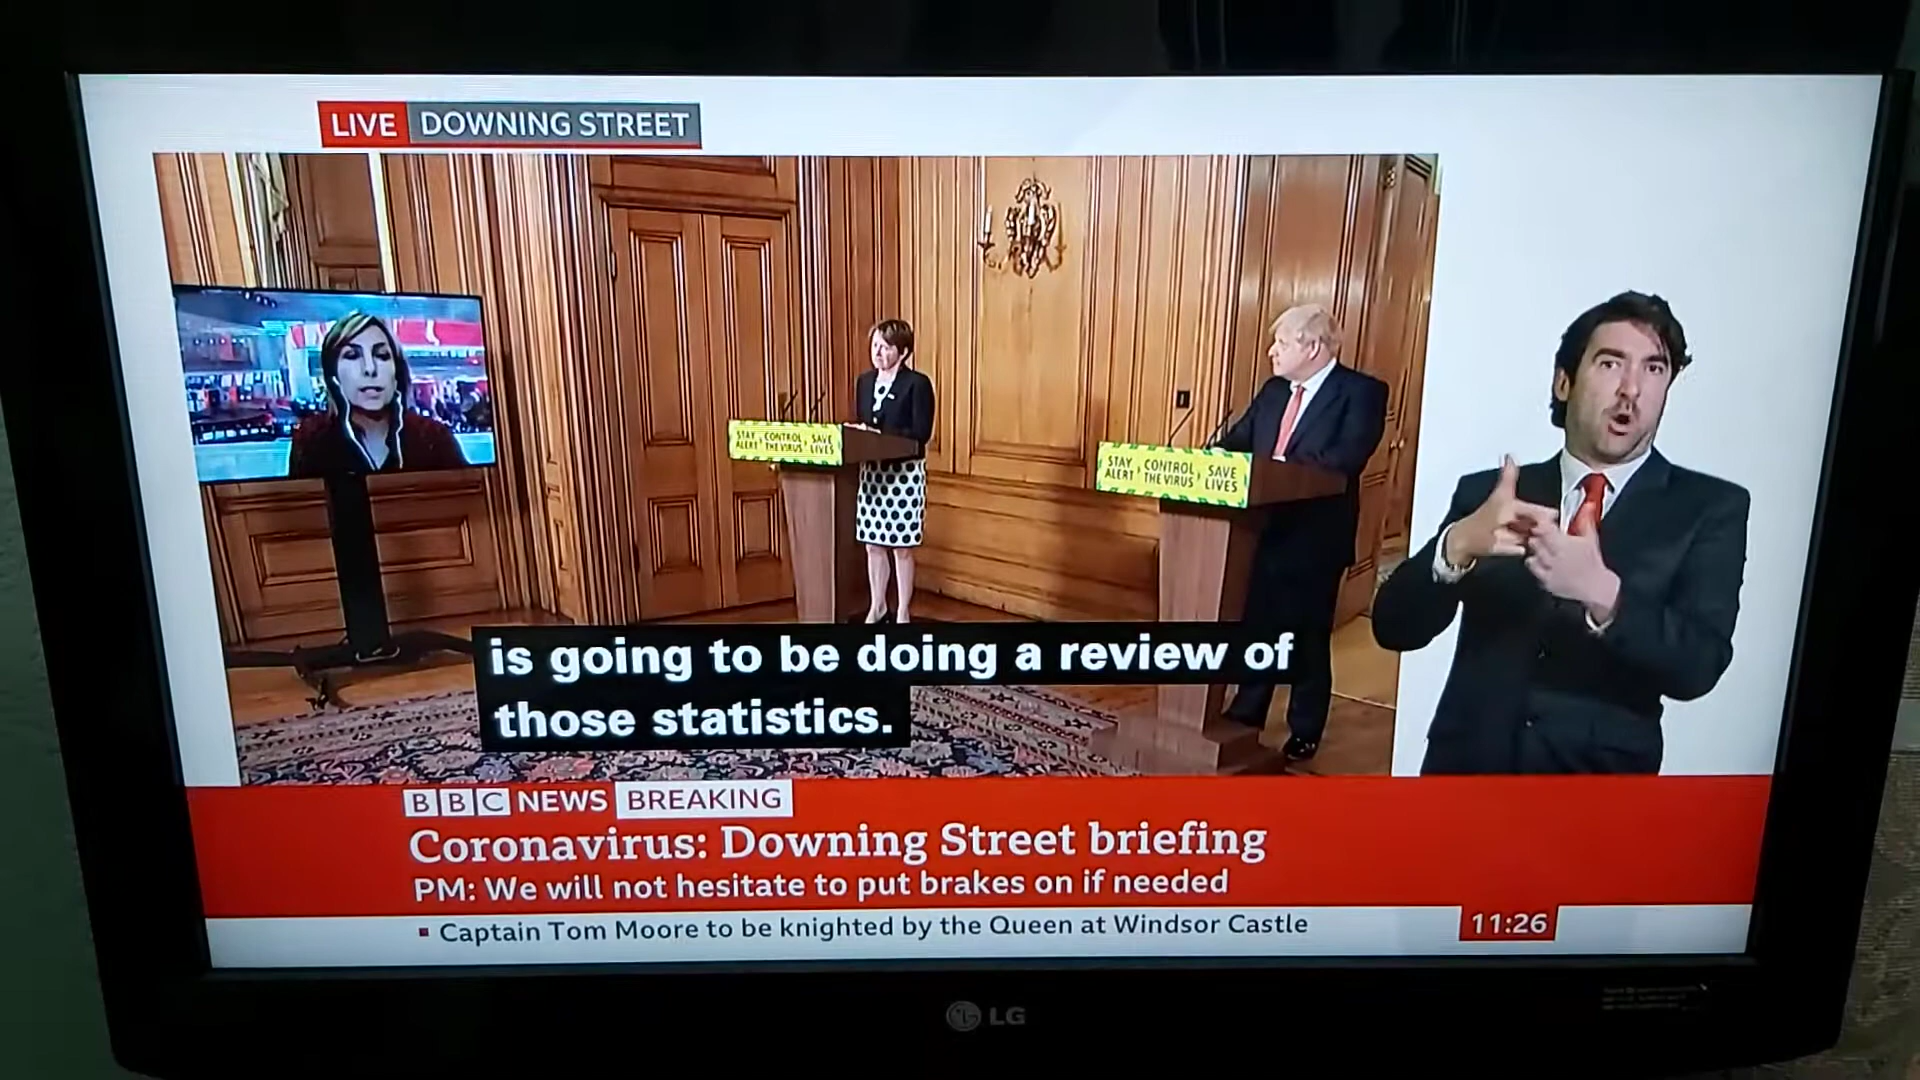 LIVE DOWNING STREET
STAY ALERT > CONTROL THE VIRUS > SAVE LIVES
STAY ALERT > CONTROL THE VIRUS > SAVE LIVES
is going to be doing a review of
those statistics.
BBC NEWS BREAKING
Coronavirus: Downing Street briefing
PM: We will not hesitate to put brakes on if needed
Captain Tom Moore to be knighted by the Queen at Windsor Castle 11:26
LG